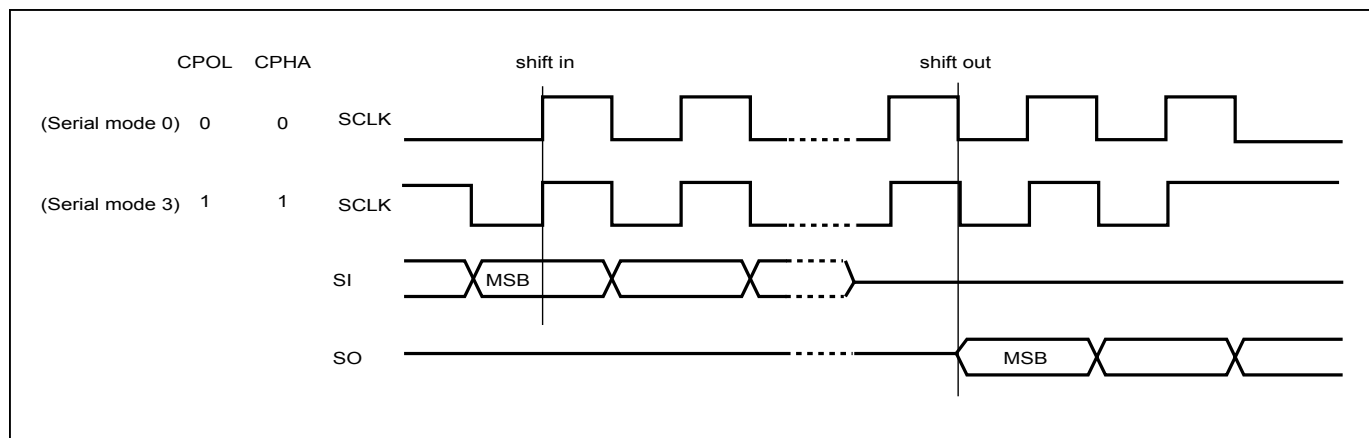 CPOL CPHA shift in shift out
(Serial mode 0) 0 0 SCLK
(Serial mode 3) 1 1 SCLK
SI MSB
SO MSB